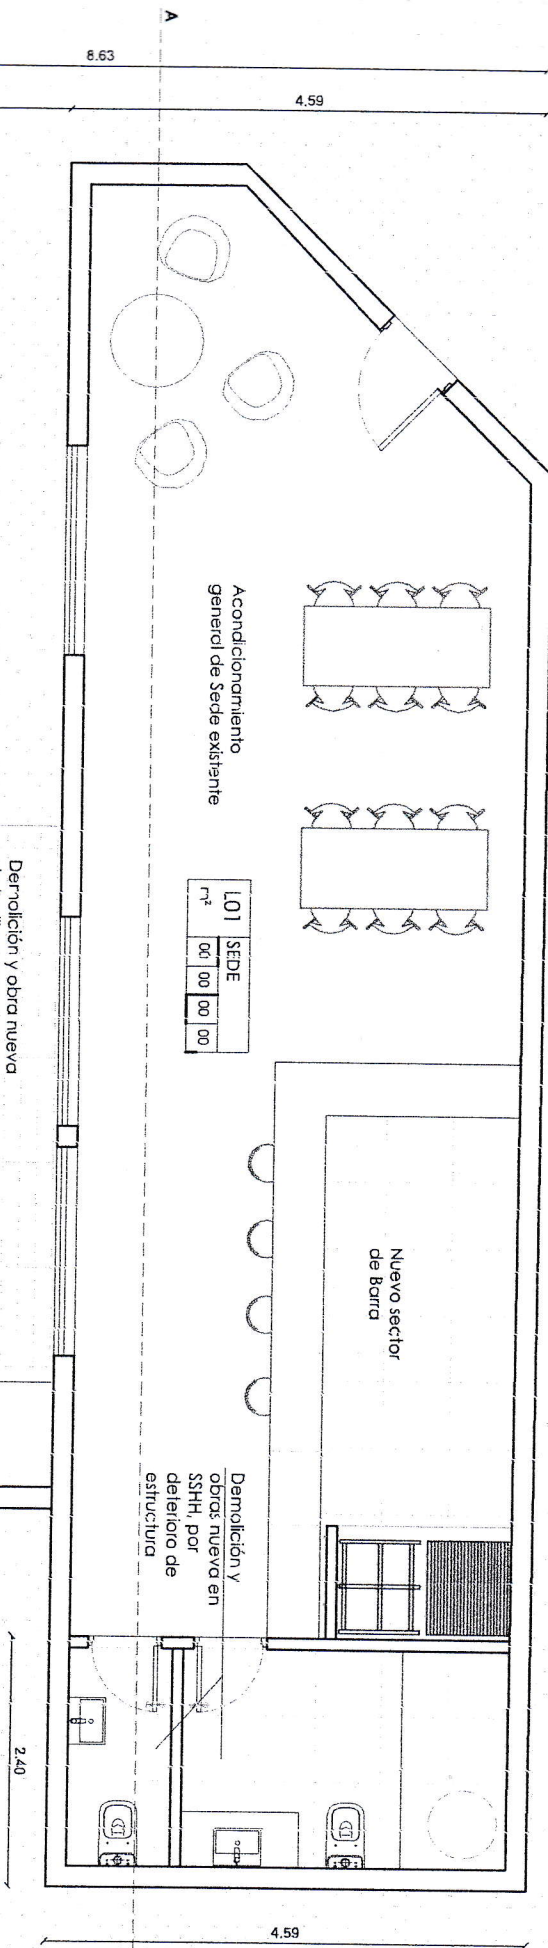 A
8.63
4.59
Acondicionamiento
general de Sede existente
L01 SEDE
m² 00 00 00 00
Nuevo sector
de Barra
Demolición y obra nueva
Demolición y
obras nueva en
SSHH, por
deterioro de
estructura
2.40
4.59